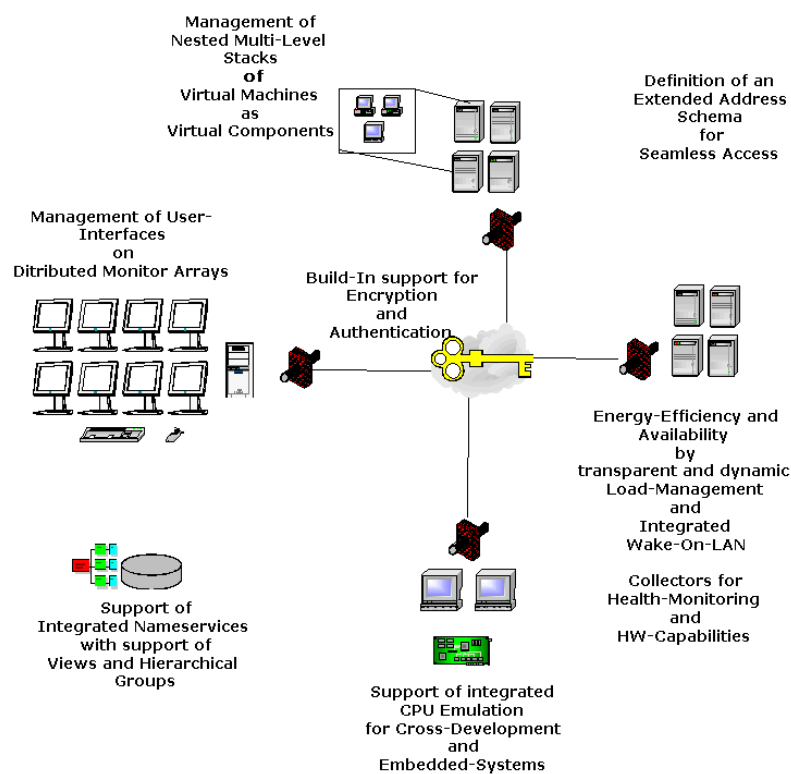 Management of
Nested Multi-Level
Stacks
of
Virtual Machines
as
Virtual Components
Definition of an
Extended Address
Schema
for
Seamless Access
Management of User-
Interfaces
on
Ditributed Monitor Arrays
Build-In support for
Encryption
and
Authentication
Energy-Efficiency and
Availability
by
transparent and dynamic
Load-Management
and
Integrated
Wake-On-LAN
Collectors for
Health-Monitoring
and
HW-Capabilities
Support of
Integrated Nameservices
with support of
Views and Hierarchical
Groups
Support of integrated
CPU Emulation
for Cross-Development
and
Embedded-Systems